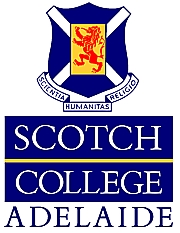 SCIENTIA HUMANITAS RELIGIO
SCOTCH
COLLEGE
ADELAIDE